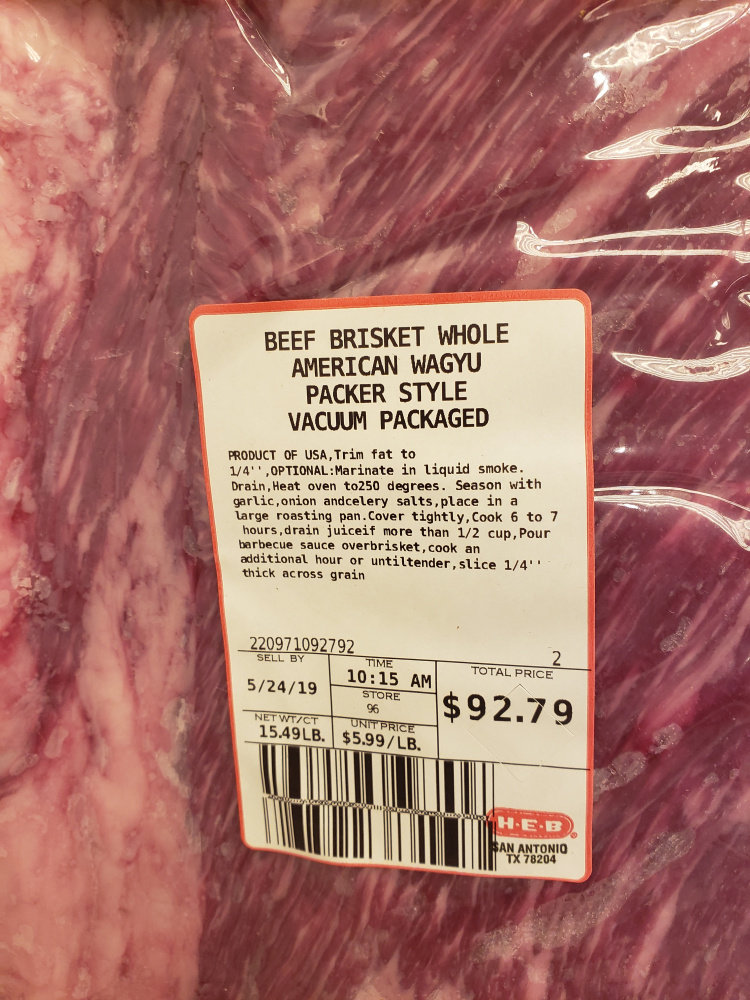 BEEF BRISKET WHOLE
AMERICAN WAGYU
PACKER STYLE
VACUUM PACKAGED
PRODUCT OF USA,Trim fat to
1/4'',OPTIONAL:Marinate in liquid smoke.
Drain,Heat oven to250 degrees. Season with
garlic,onion andcelery salts,place in a
large roasting pan.Cover tightly,Cook 6 to 7
hours,drain juiceif more than 1/2 cup,Pour
barbecue sauce overbrisket,cook an
additional hour or untiltender,slice 1/4''
thick across grain
220971092792 2
SELL BY TIME TOTAL PRICE
5/24/19 10:15 AM $92.79
STORE
96
NET WT/CT UNIT PRICE
15.49LB. $5.99/LB.
H-E-B®
SAN ANTONIO
TX 78204